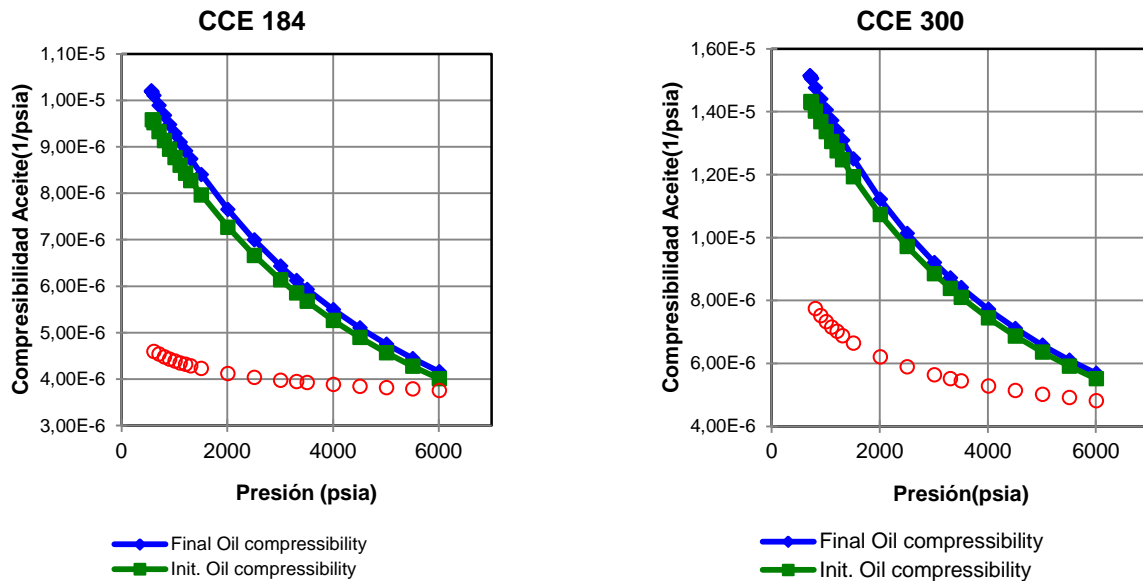 CCE 184
Compresibilidad Aceite(1/psia)
1,10E-5
1,00E-5
9,00E-6
8,00E-6
7,00E-6
6,00E-6
5,00E-6
4,00E-6
3,00E-6
0 2000 4000 6000
Presión (psia)
Final Oil compressibility
Init. Oil compressibility
CCE 300
Compresibilidad Aceite(1/psia)
1,60E-5
1,40E-5
1,20E-5
1,00E-5
8,00E-6
6,00E-6
4,00E-6
0 2000 4000 6000
Presión(psia)
Final Oil compressibility
Init. Oil compressibility